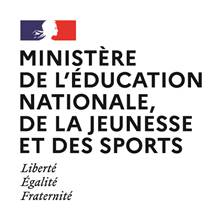 MINISTÈRE
DE L'ÉDUCATION
NATIONALE,
DE LA JEUNESSE
ET DES SPORTS
Liberté
Égalité
Fraternité